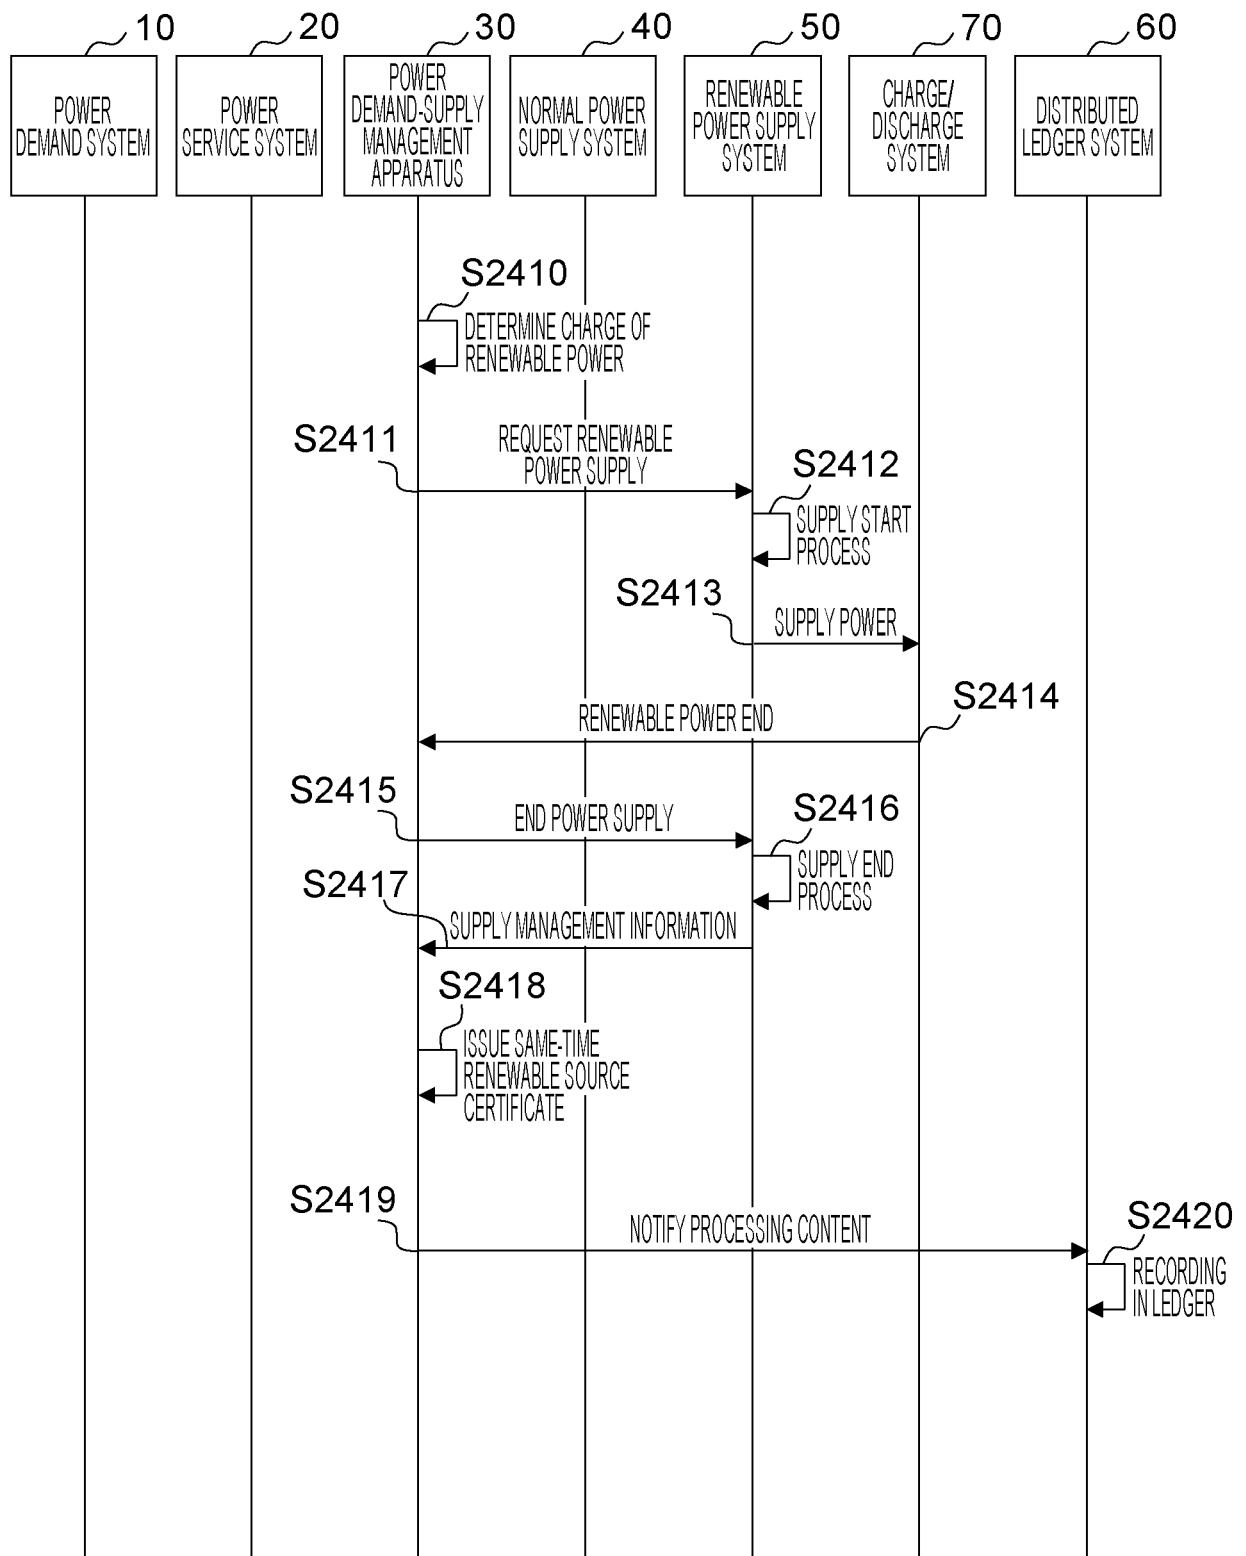 10
20
30
40
50
70
60
POWER
DEMAND SYSTEM
POWER
SERVICE SYSTEM
POWER
DEMAND-SUPPLY
MANAGEMENT
APPARATUS
NORMAL POWER
SUPPLY SYSTEM
RENEWABLE
POWER SUPPLY
SYSTEM
CHARGE/
DISCHARGE
SYSTEM
DISTRIBUTED
LEDGER SYSTEM
S2410
DETERMINE CHARGE OF
RENEWABLE POWER
S2411
REQUEST RENEWABLE
POWER SUPPLY
S2412
SUPPLY START
PROCESS
S2413
SUPPLY POWER
S2414
RENEWABLE POWER END
S2415
END POWER SUPPLY
S2416
SUPPLY END
PROCESS
S2417
SUPPLY MANAGEMENT INFORMATION
S2418
ISSUE SAME-TIME
RENEWABLE SOURCE
CERTIFICATE
S2419
NOTIFY PROCESSING CONTENT
S2420
RECORDING
IN LEDGER